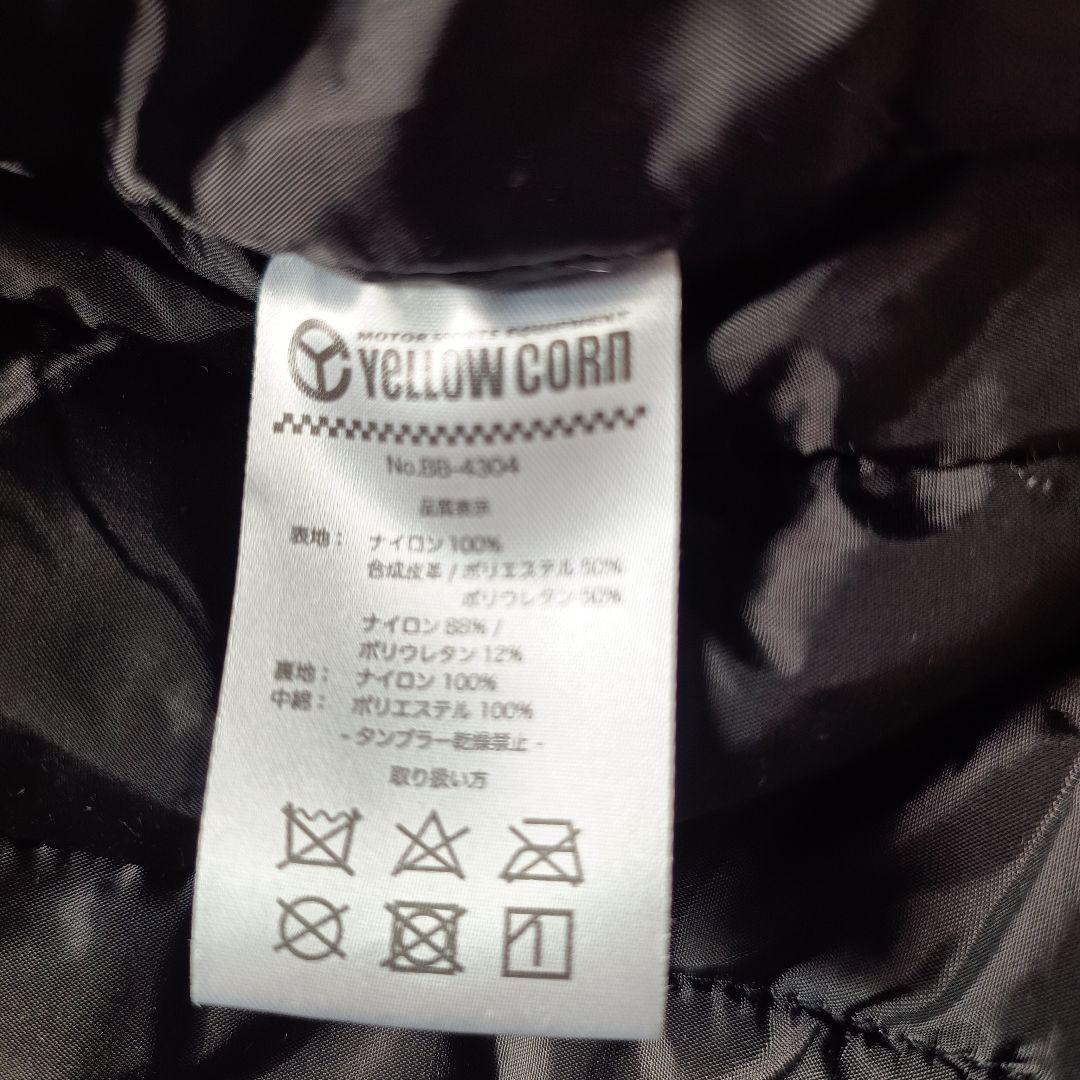 MOTOR SPORTS EQUIPMENT
YeLLOW CORn
No.BB-4304
品質表示
表地： ナイロン 100%
合成皮革 / ポリエステル 50%
ポリウレタン 50%
ナイロン 88% /
ポリウレタン 12%
裏地： ナイロン 100%
中綿： ポリエステル 100%
- タンブラー乾燥禁止 -
取り扱い方